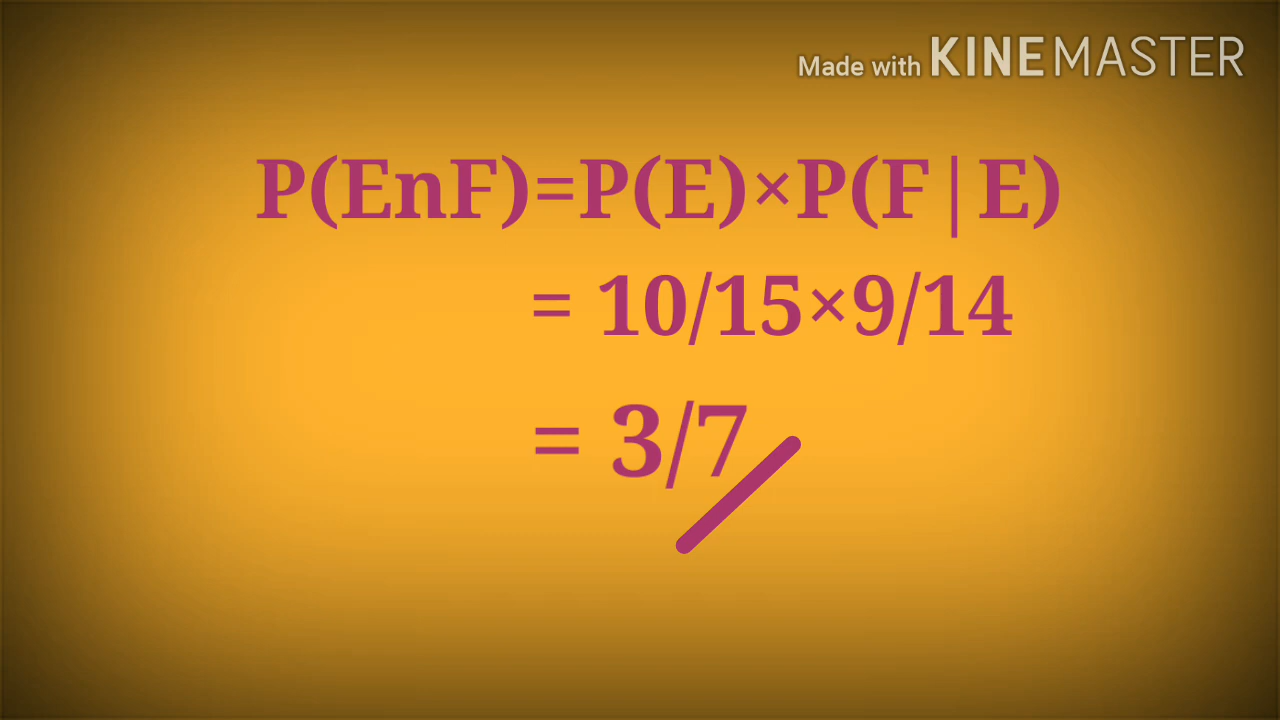 Made with KINEMASTER
P(EnF)=P(E)×P(F|E)
= 10/15×9/14
= 3/7